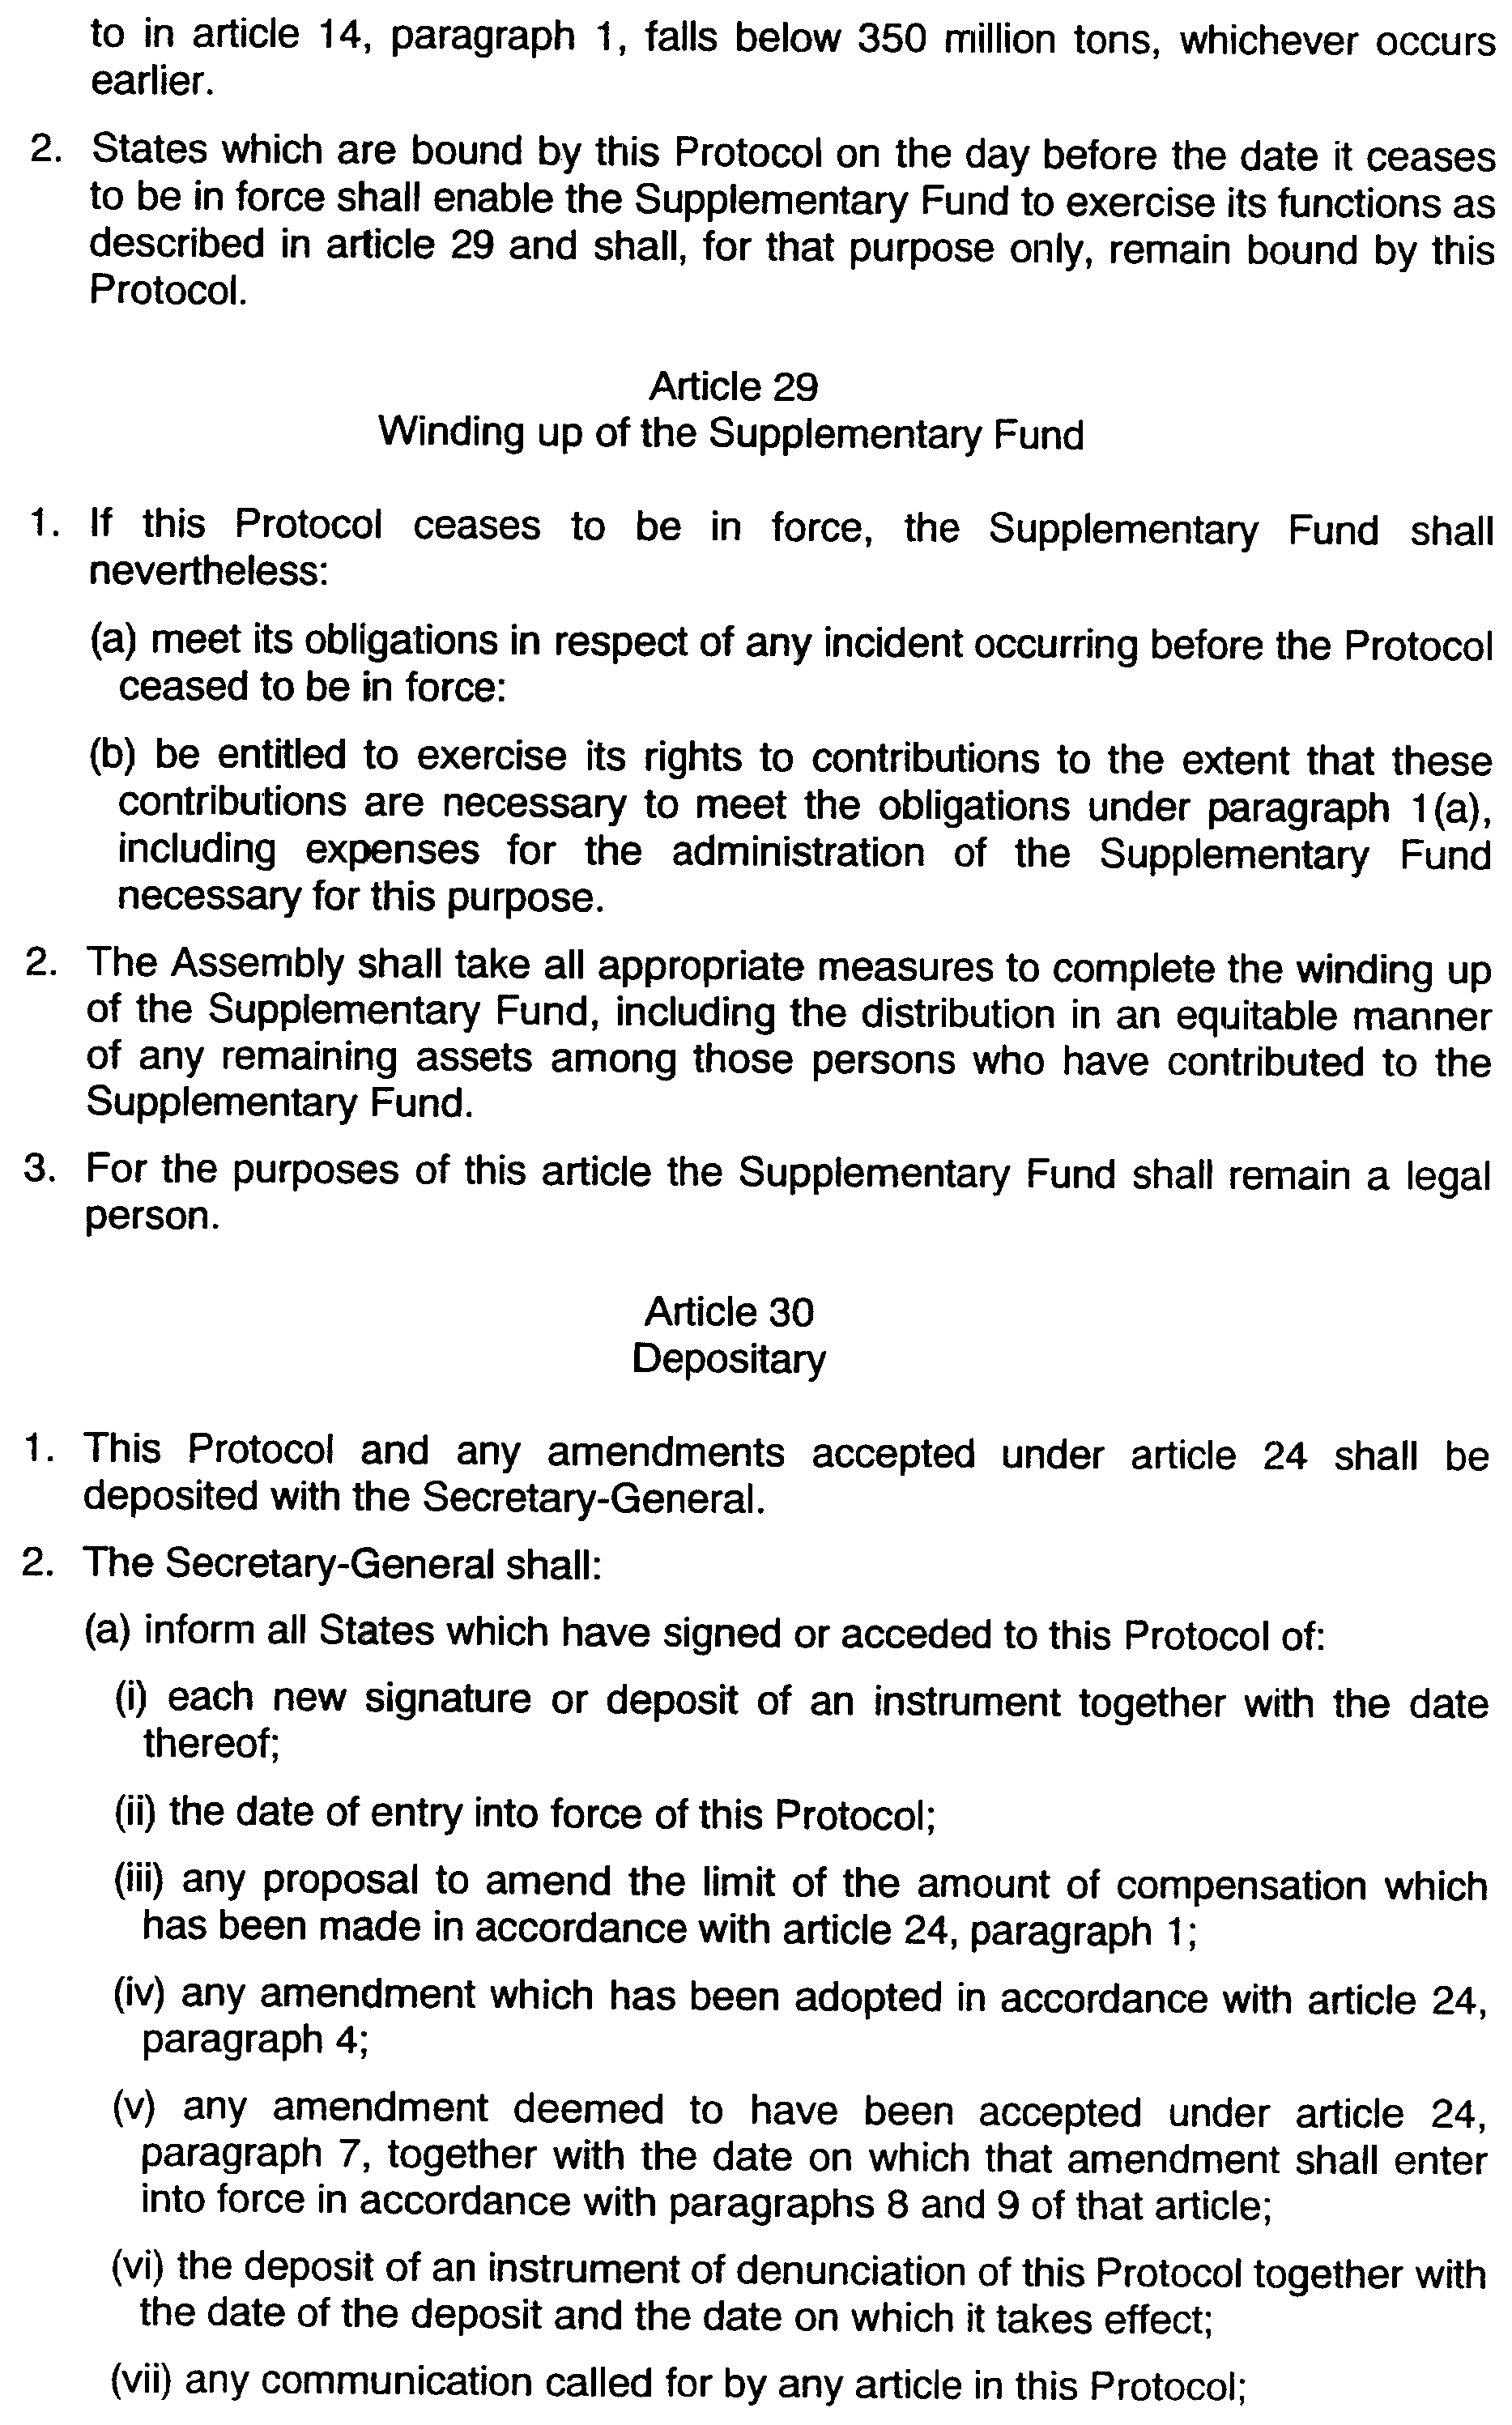 to in article 14, paragraph 1, falls below 350 million tons, whichever occurs
earlier.
2. States which are bound by this Protocol on the day before the date it ceases
to be in force shall enable the Supplementary Fund to exercise its functions as
described in article 29 and shall, for that purpose only, remain bound by this
Protocol.
Article 29
Winding up of the Supplementary Fund
1. If this Protocol ceases to be in force, the Supplementary Fund shall
nevertheless:
(a) meet its obligations in respect of any incident occurring before the Protocol
ceased to be in force:
(b) be entitled to exercise its rights to contributions to the extent that these
contributions are necessary to meet the obligations under paragraph 1(a),
including expenses for the administration of the Supplementary Fund
necessary for this purpose.
2. The Assembly shall take all appropriate measures to complete the winding up
of the Supplementary Fund, including the distribution in an equitable manner
of any remaining assets among those persons who have contributed to the
Supplementary Fund.
3. For the purposes of this article the Supplementary Fund shall remain a legal
person.
Article 30
Depositary
1. This Protocol and any amendments accepted under article 24 shall be
deposited with the Secretary-General.
2. The Secretary-General shall:
(a) inform all States which have signed or acceded to this Protocol of:
(i) each new signature or deposit of an instrument together with the date
thereof;
(ii) the date of entry into force of this Protocol;
(iii) any proposal to amend the limit of the amount of compensation which
has been made in accordance with article 24, paragraph 1;
(iv) any amendment which has been adopted in accordance with article 24,
paragraph 4;
(v) any amendment deemed to have been accepted under article 24,
paragraph 7, together with the date on which that amendment shall enter
into force in accordance with paragraphs 8 and 9 of that article;
(vi) the deposit of an instrument of denunciation of this Protocol together with
the date of the deposit and the date on which it takes effect;
(vii) any communication called for by any article in this Protocol;